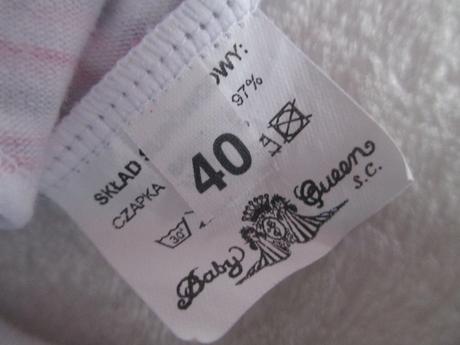 SKŁAD OWY:
CZAPKA 97%
40
30°
Baby Queen S.C.